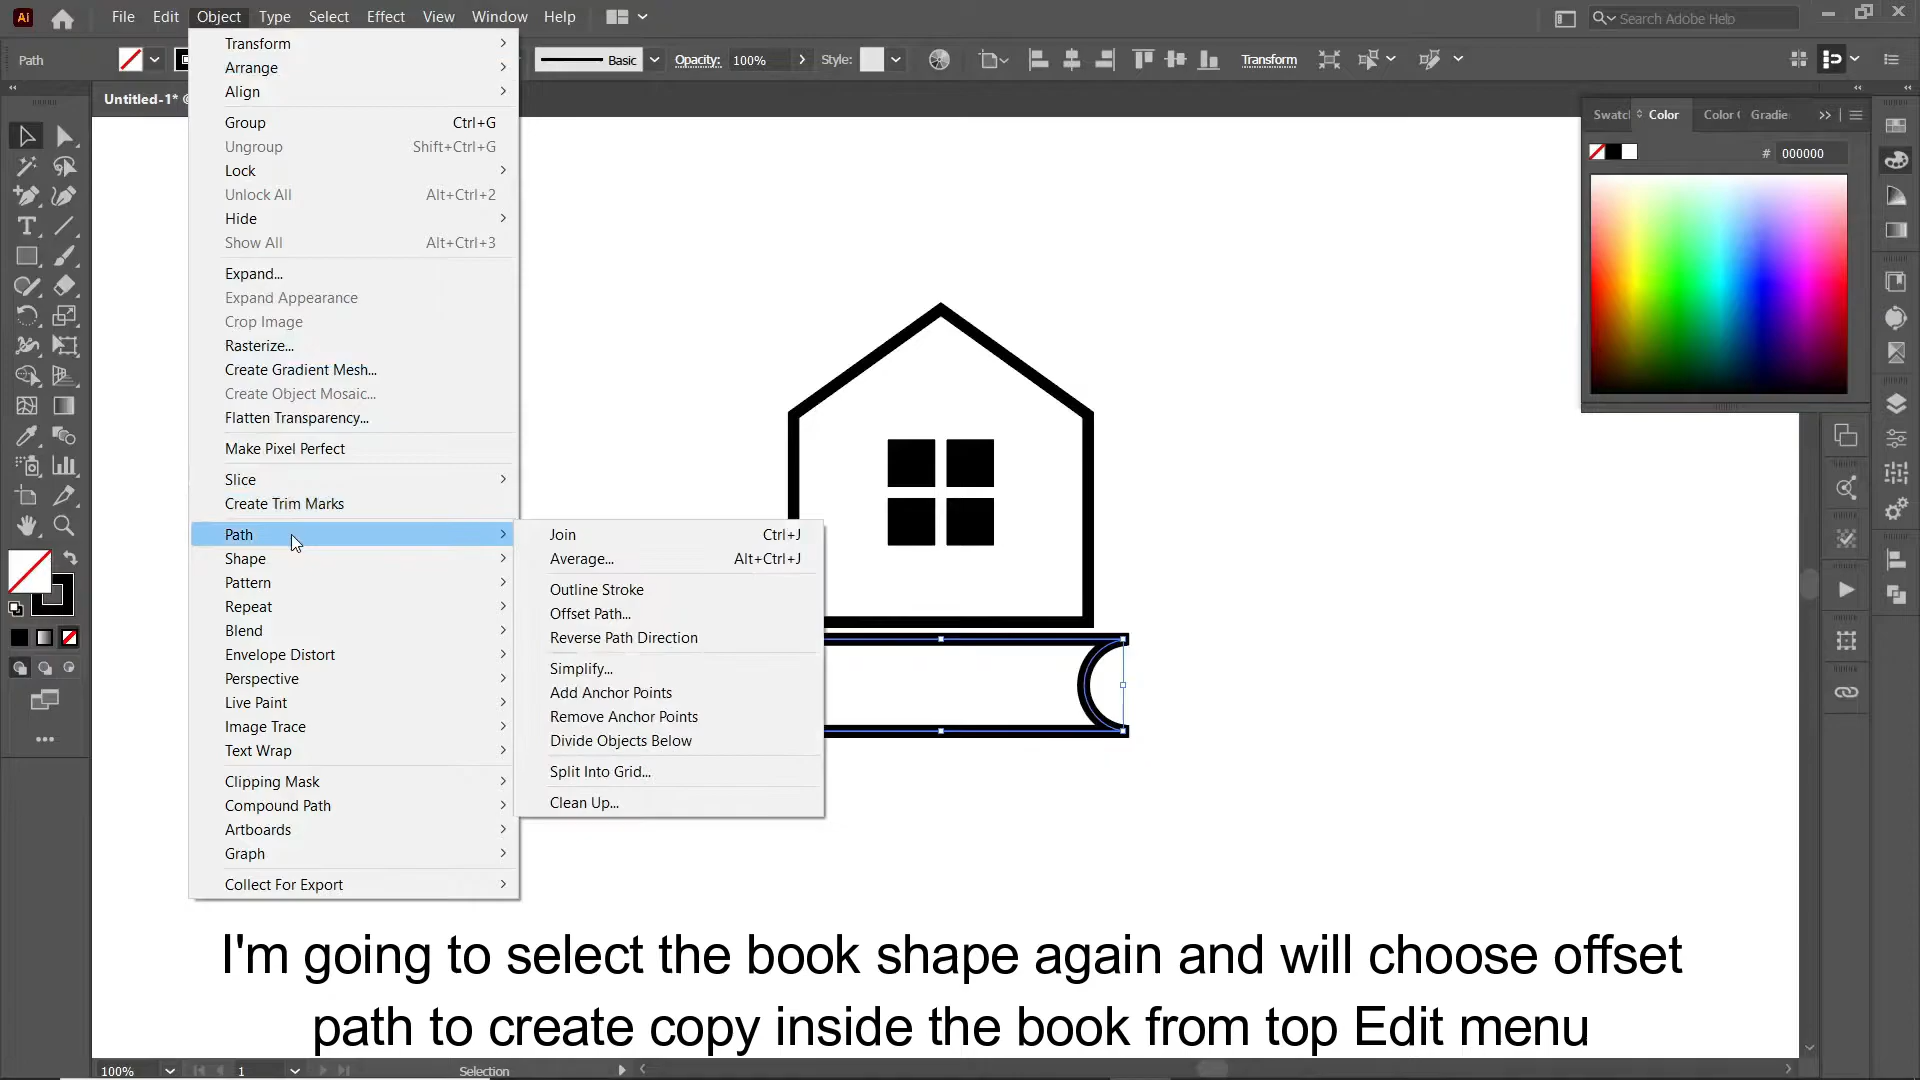 Ai File Edit Object Type Select Effect View Window Help Search Adobe Help
Path Basic Opacity: 100% Style: Transform
Untitled-1*
Transform
Arrange
Align
Group Ctrl+G
Ungroup Shift+Ctrl+G
Lock
Unlock All Alt+Ctrl+2
Hide
Show All Alt+Ctrl+3
Expand...
Expand Appearance
Crop Image
Rasterize...
Create Gradient Mesh...
Create Object Mosaic...
Flatten Transparency...
Make Pixel Perfect
Slice
Create Trim Marks
Path
Shape
Pattern
Repeat
Blend
Envelope Distort
Perspective
Live Paint
Image Trace
Text Wrap
Clipping Mask
Compound Path
Artboards
Graph
Collect For Export
Join Ctrl+J
Average... Alt+Ctrl+J
Outline Stroke
Offset Path...
Reverse Path Direction
Simplify...
Add Anchor Points
Remove Anchor Points
Divide Objects Below
Split Into Grid...
Clean Up...
Swatcl Color Color Gradie
# 000000
I'm going to select the book shape again and will choose offset
path to create copy inside the book from top Edit menu
100% 1 Selection